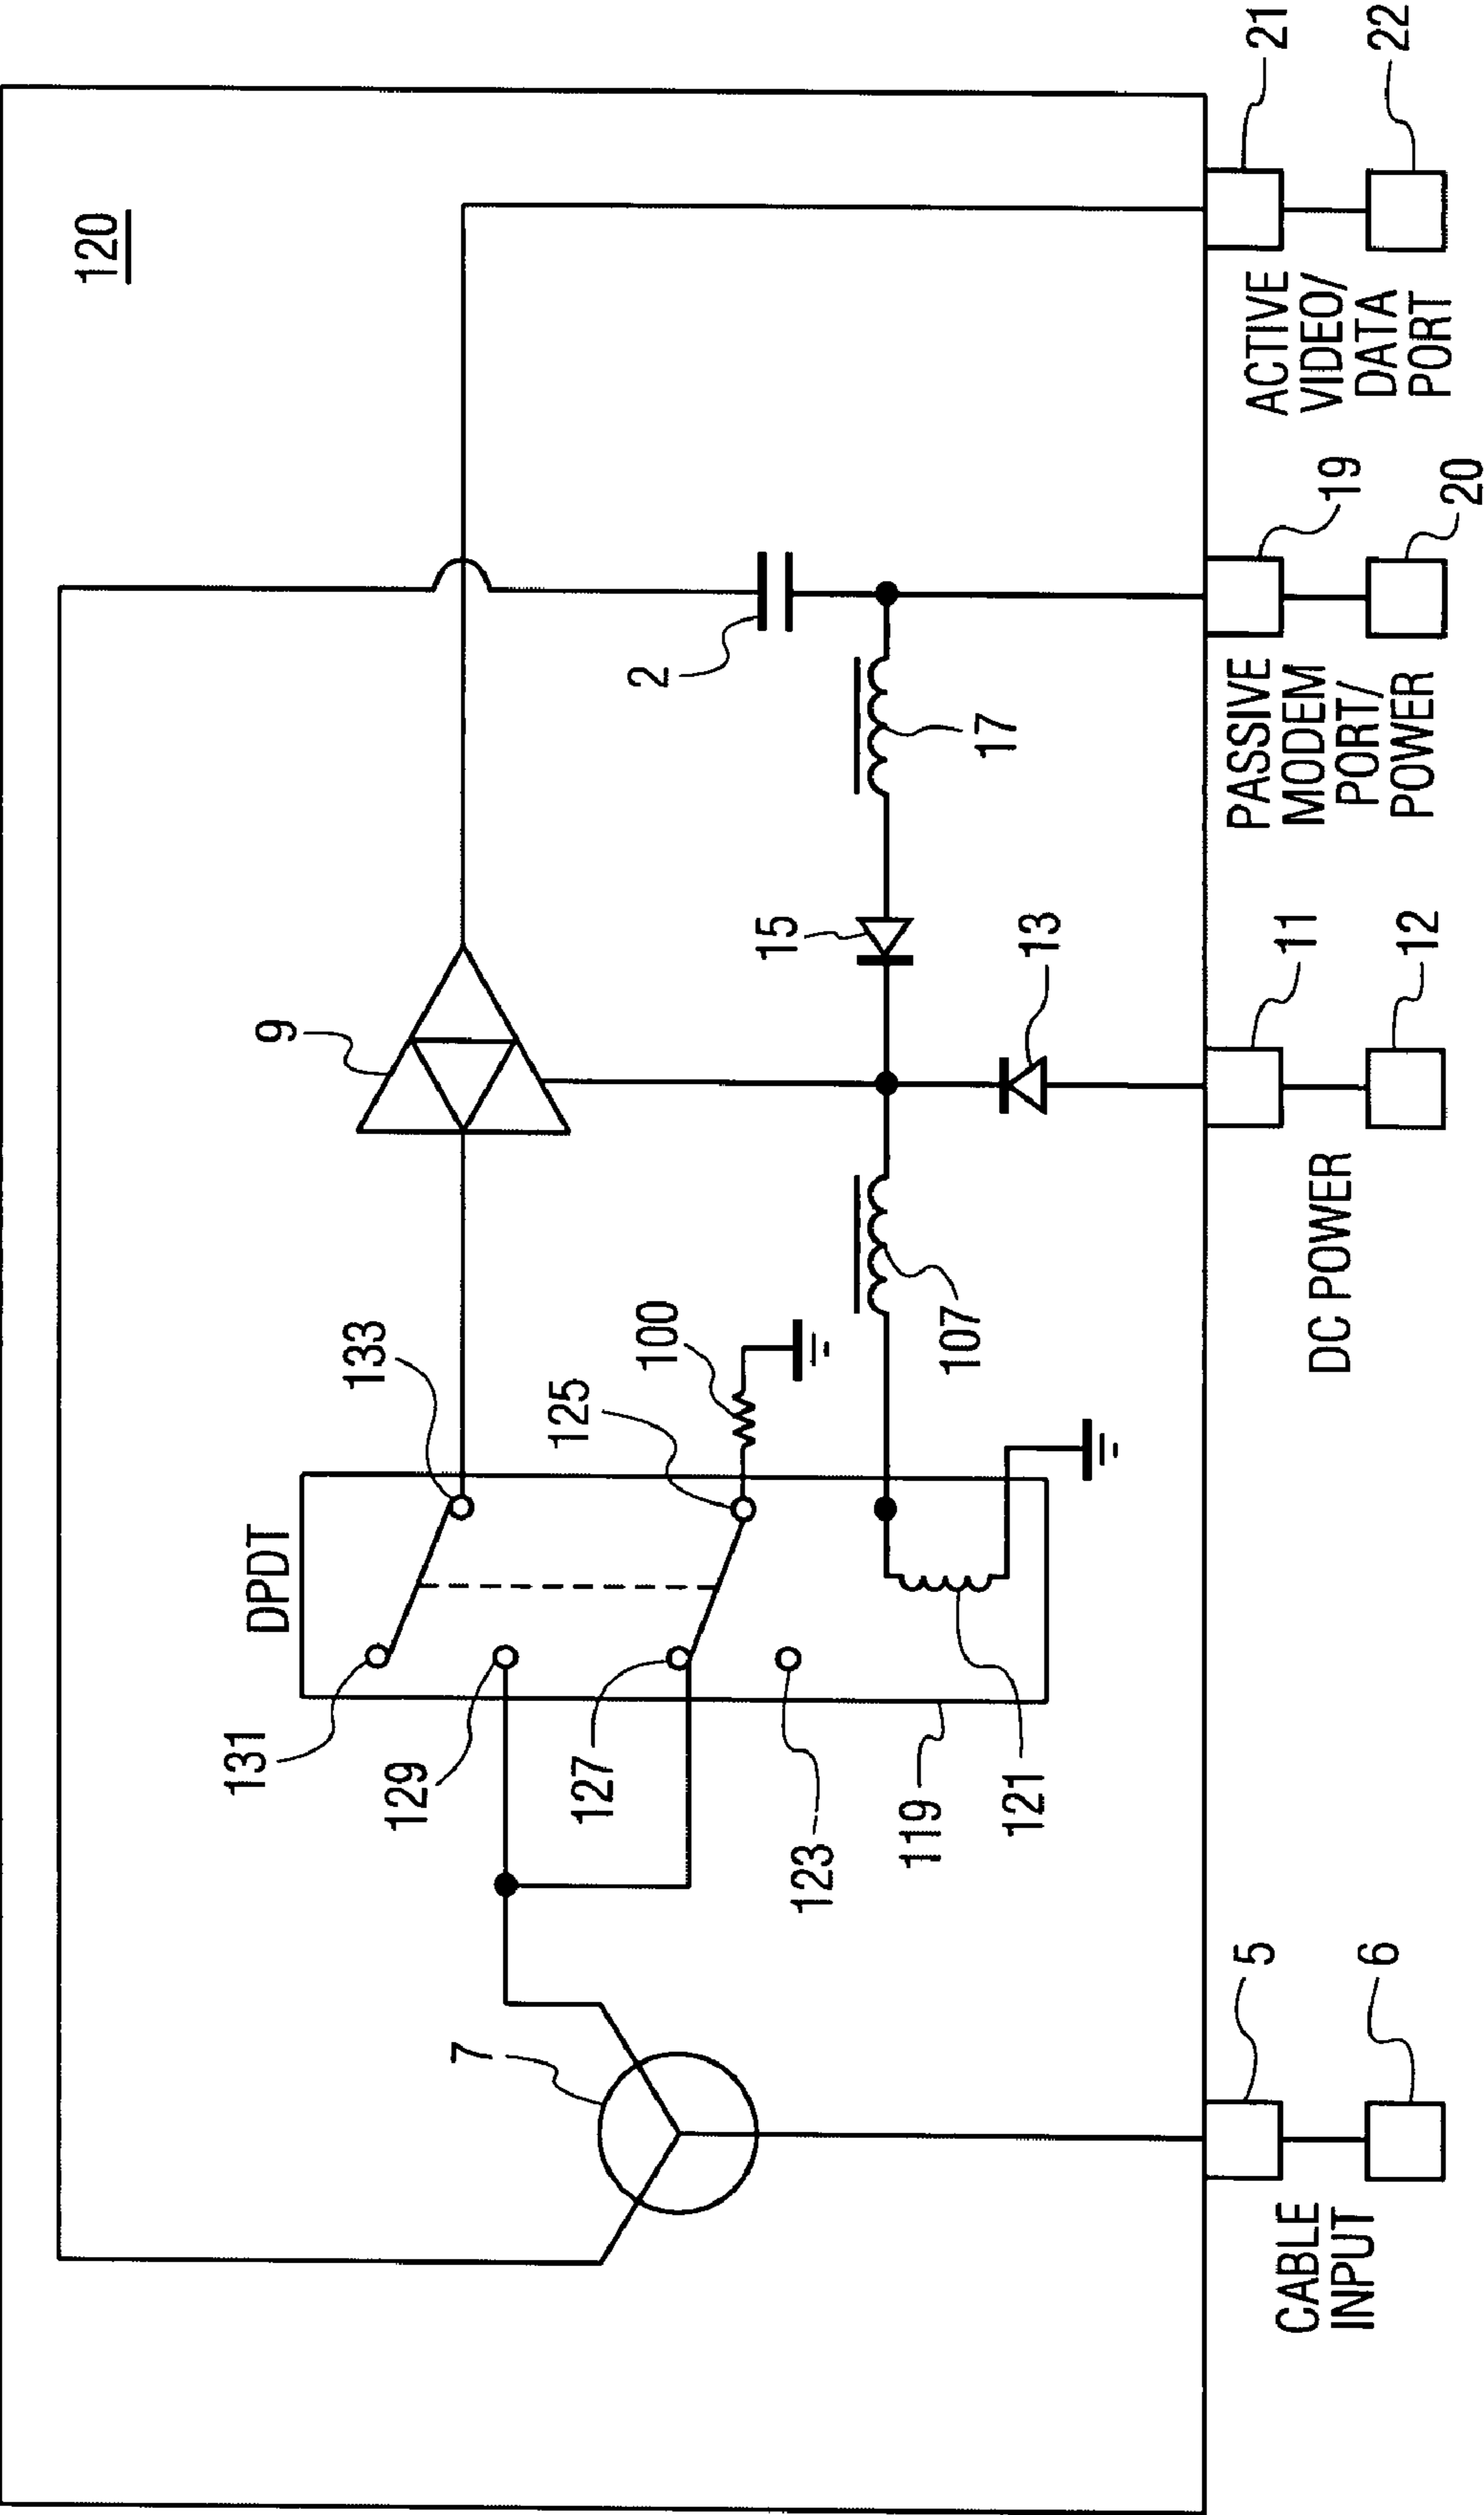 120
9
2
133
DPDT
100
125
15
17
131
129
127
13
107
7
123
119
121
5
6
CABLE
INPUT
11
12
DC POWER
19
20
PASSIVE
MODEM
PORT/
POWER
21
22
ACTIVE
VIDEO/
DATA
PORT